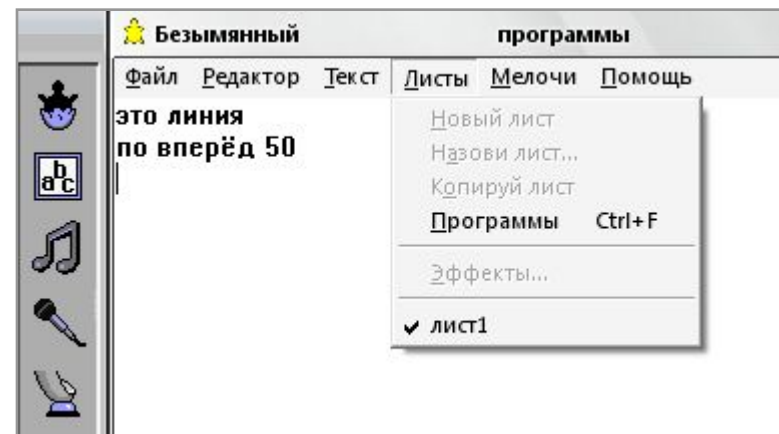 Безымянный программы
Файл Редактор Текст Листы Мелочи Помощь
это линия
по вперёд 50
abc
Новый лист
Назови лист...
Копируй лист
Программы Ctrl+F
Эффекты...
лист1